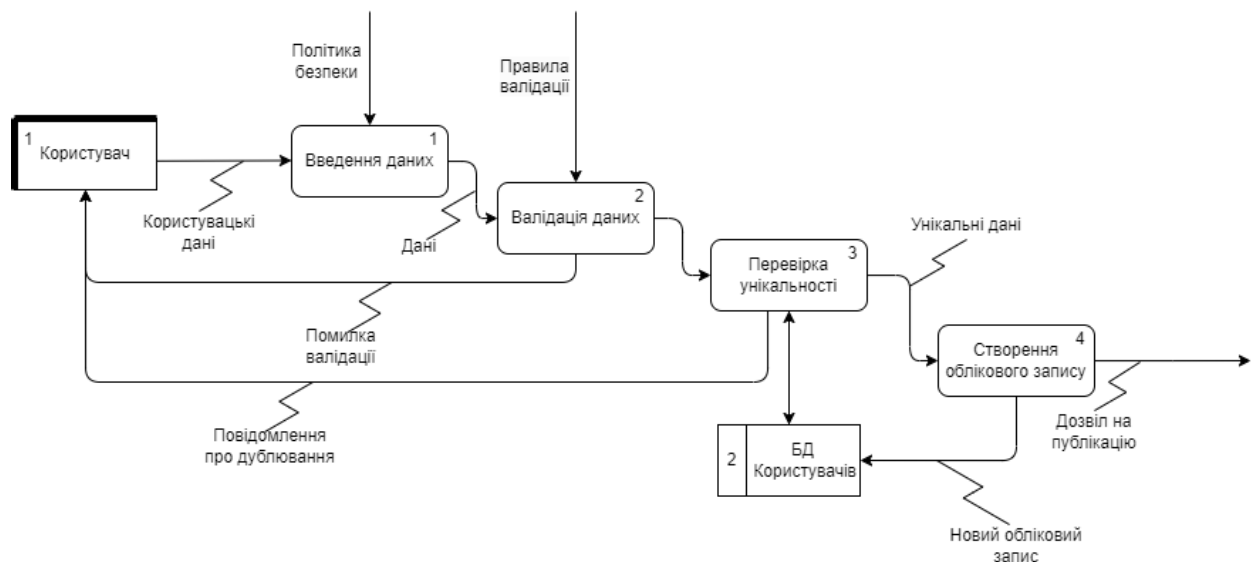 Політика
безпеки
Правила
валідації
1
Користувач
1
Введення даних
2
Валідація даних
Користувацькі
дані
Дані
Унікальні дані
3
Перевірка
унікальності
Помилка
валідації
4
Створення
облікового запису
Повідомлення
про дублювання
2
БД
Користувачів
Дозвіл на
публікацію
Новий обліковий
запис